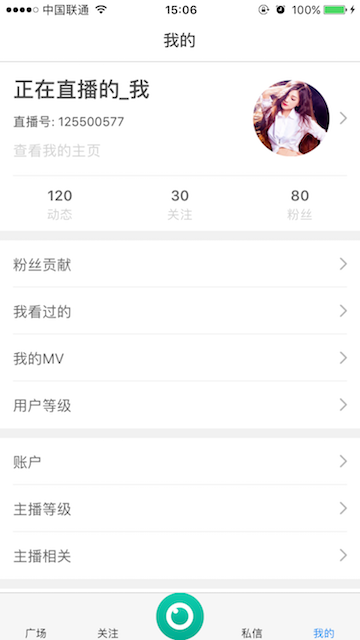 中国联通 15:06 100%
我的
正在直播的_我
直播号: 125500577
查看我的主页
120 30 80
动态 关注 粉丝
粉丝贡献
我看过的
我的MV
用户等级
账户
主播等级
主播相关
广场 关注 私信 我的